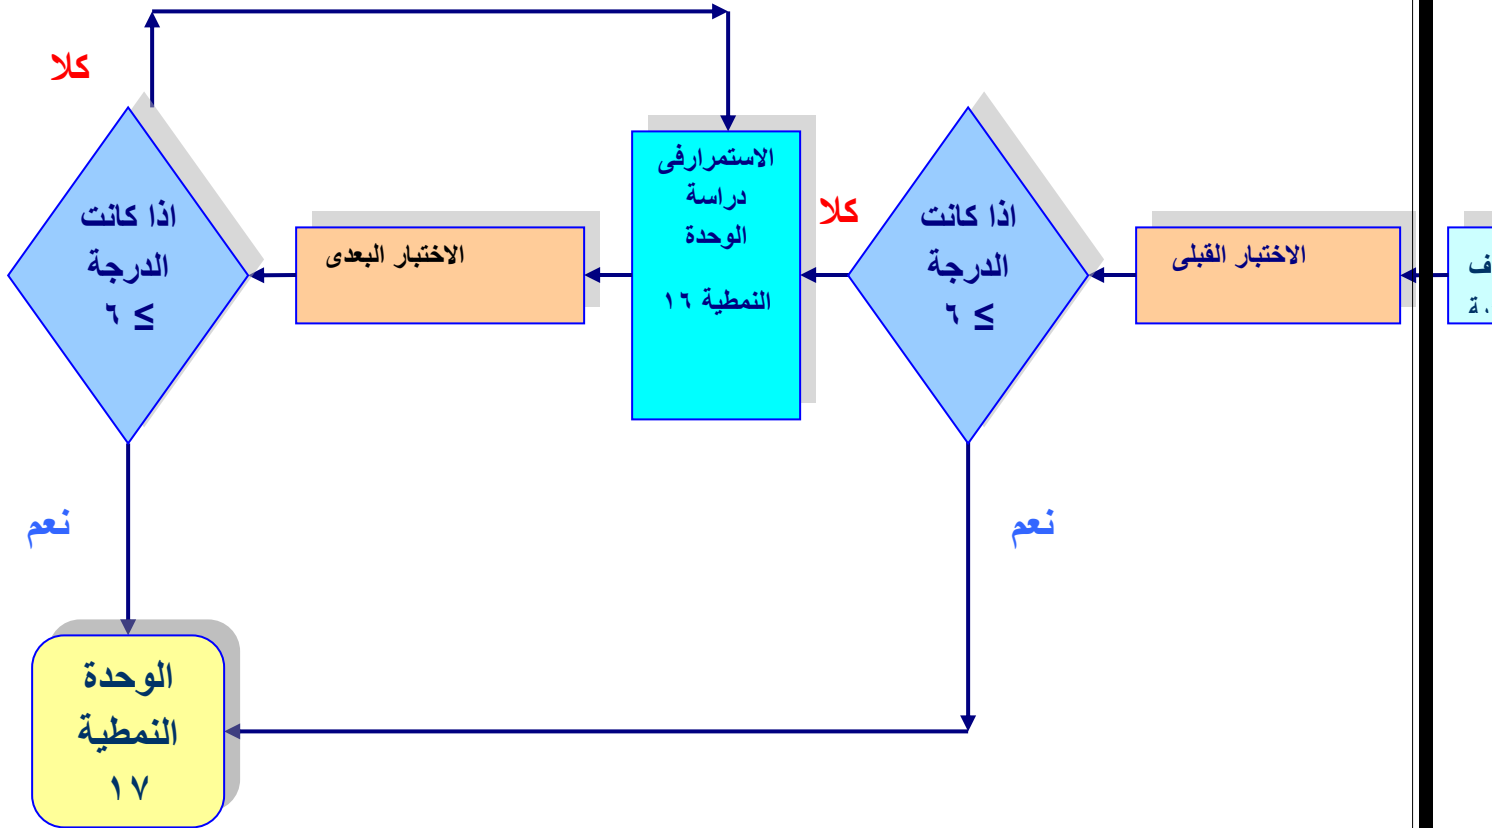 كلا
الاستمرارفى
دراسة
الوحدة
النمطية ١٦
كلا
اذا كانت
الدرجة
≥ ٦
الاختبار القبلى
الاختبار البعدى
اذا كانت
الدرجة
≥ ٦
نعم
نعم
الوحدة
النمطية
١٧